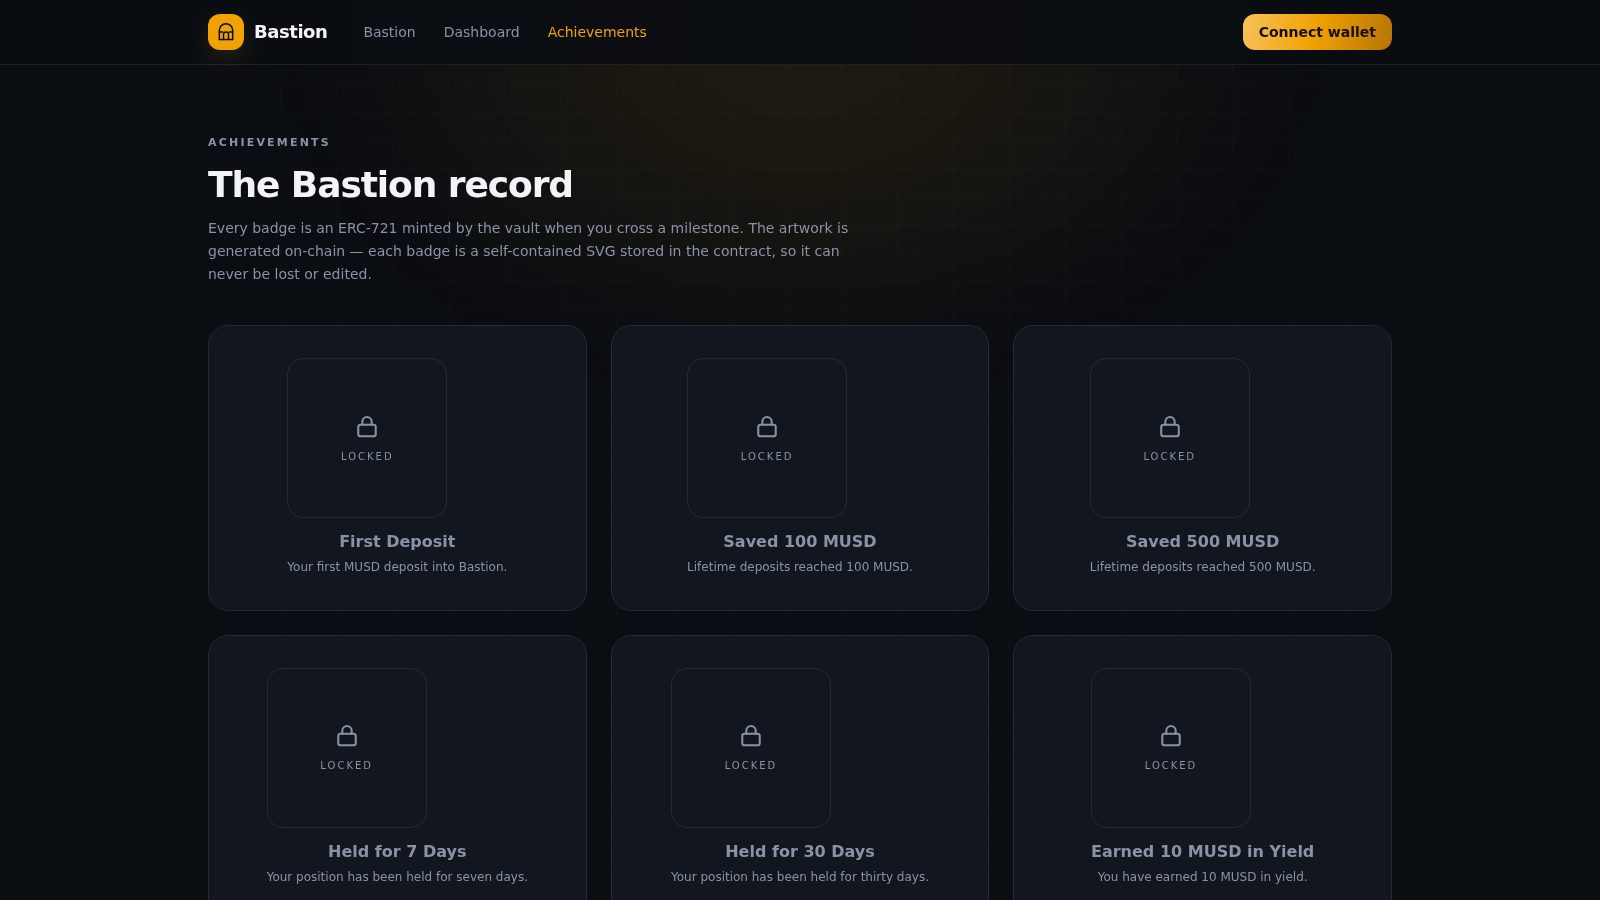 Bastion
Bastion
Dashboard
Achievements
Connect wallet
ACHIEVEMENTS
The Bastion record
Every badge is an ERC-721 minted by the vault when you cross a milestone. The artwork is
generated on-chain — each badge is a self-contained SVG stored in the contract, so it can
never be lost or edited.
LOCKED
First Deposit
Your first MUSD deposit into Bastion.
LOCKED
Saved 100 MUSD
Lifetime deposits reached 100 MUSD.
LOCKED
Saved 500 MUSD
Lifetime deposits reached 500 MUSD.
LOCKED
Held for 7 Days
Your position has been held for seven days.
LOCKED
Held for 30 Days
Your position has been held for thirty days.
LOCKED
Earned 10 MUSD in Yield
You have earned 10 MUSD in yield.